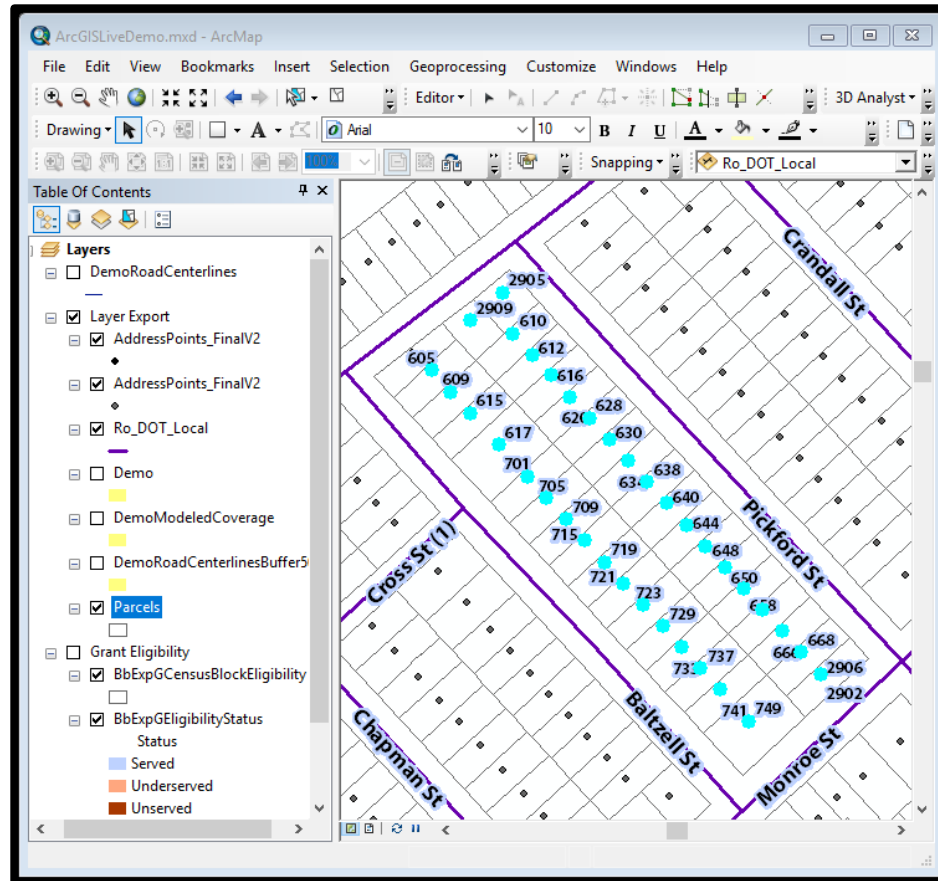 ArcGISLiveDemo.mxd - ArcMap
File Edit View Bookmarks Insert Selection Geoprocessing Customize Windows Help
Editor 3D Analyst
Drawing A Arial 10 B I U A
100% Snapping Ro_DOT_Local
Table Of Contents
Layers
DemoRoadCenterlines
Layer Export
AddressPoints_FinalV2
AddressPoints_FinalV2
Ro_DOT_Local
Demo
DemoModeledCoverage
DemoRoadCenterlinesBuffer5
Parcels
Grant Eligibility
BbExpGCensusBlockEligibility
BbExpGEligibilityStatus
Status
Served
Underserved
Unserved
Crandall St
2905
2909
610
612
605
616
609
615
628
617
630
701
638
705
640
709
Pickford St
644
715
Cross St (1)
719
648
721
650
723
729
668
737
2906
2902
741 749
Baltzell St
Chapman St
Monroe St